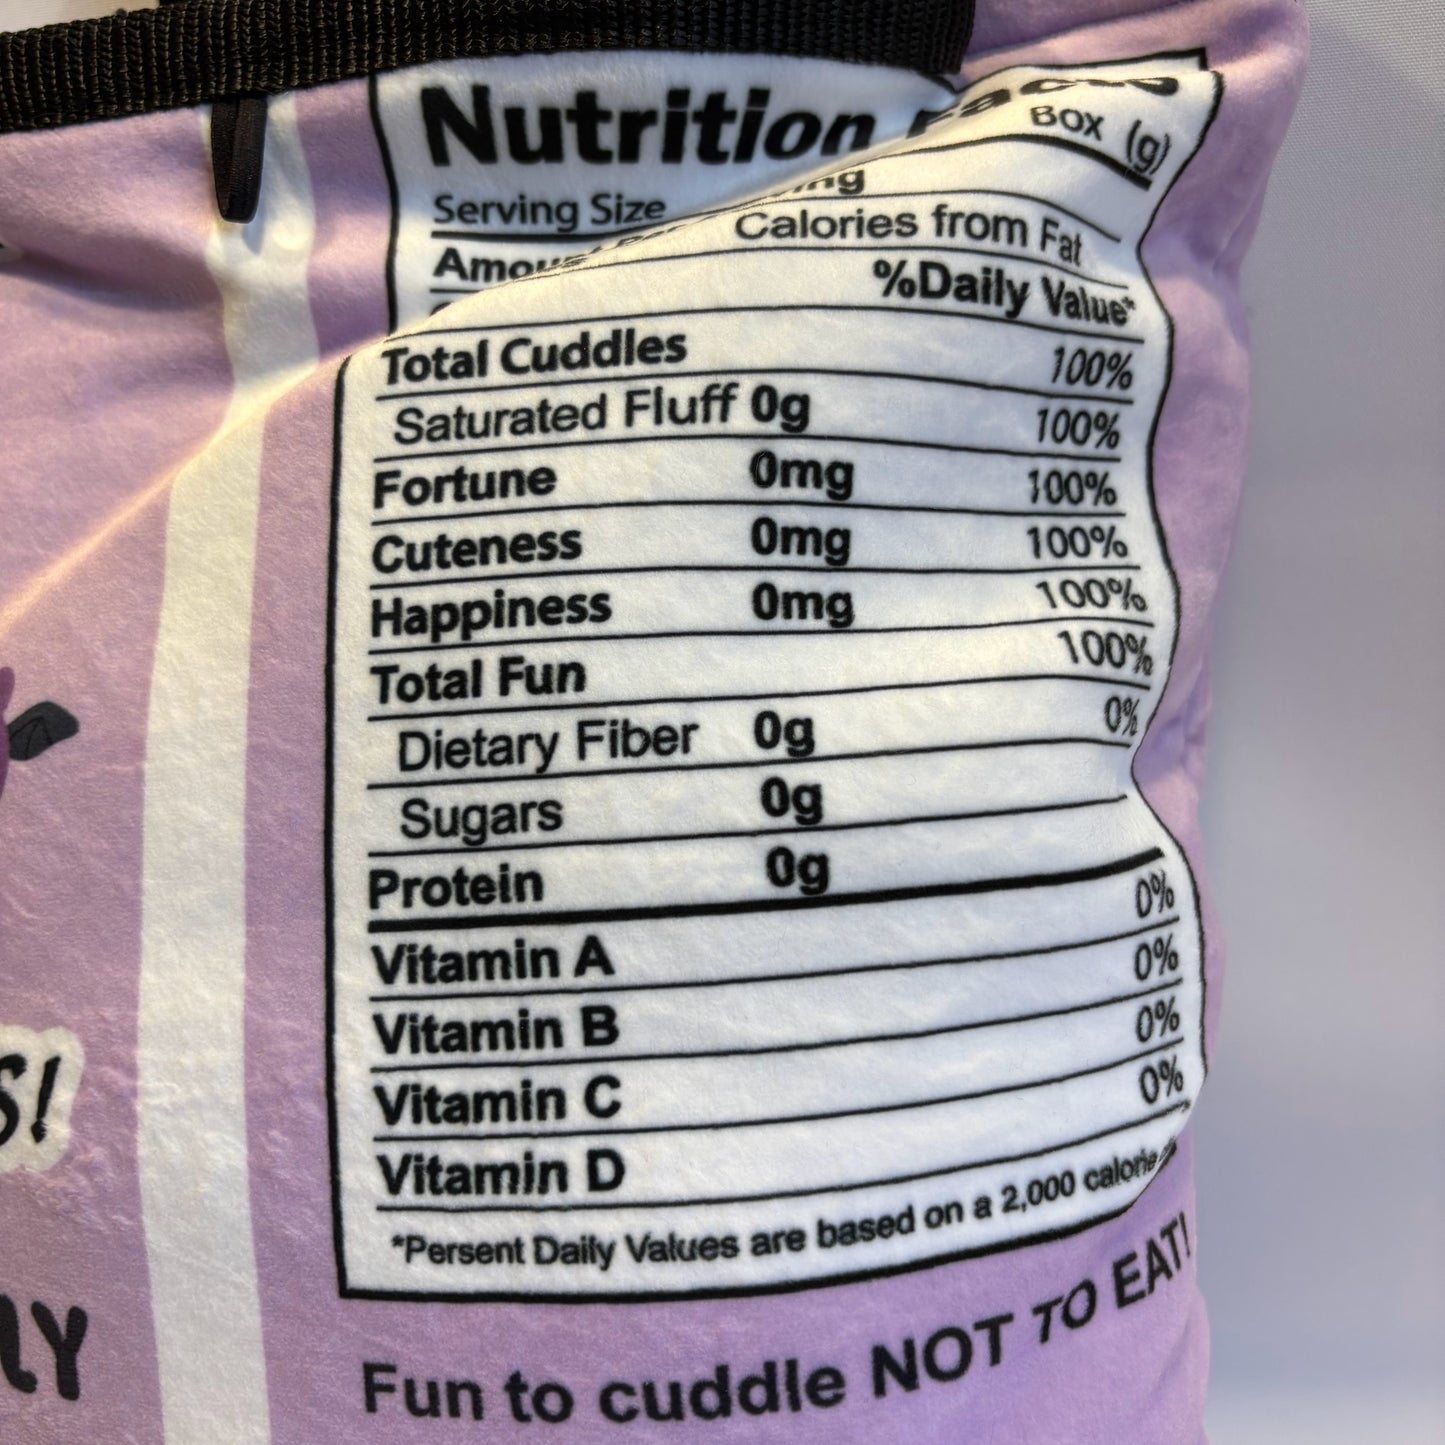 Nutrition Facts
Serving Size Box (g)
Calories from Fat
%Daily Value*
Total Cuddles 100%
Saturated Fluff 0g 100%
Fortune 0mg 100%
Cuteness 0mg 100%
Happiness 0mg 100%
Total Fun 100%
Dietary Fiber 0g 0%
Sugars 0g
Protein 0g
Vitamin A 0%
Vitamin B 0%
Vitamin C 0%
Vitamin D 0%
*Persent Daily Values are based on a 2,000 calorie
Fun to cuddle NOT TO EAT!